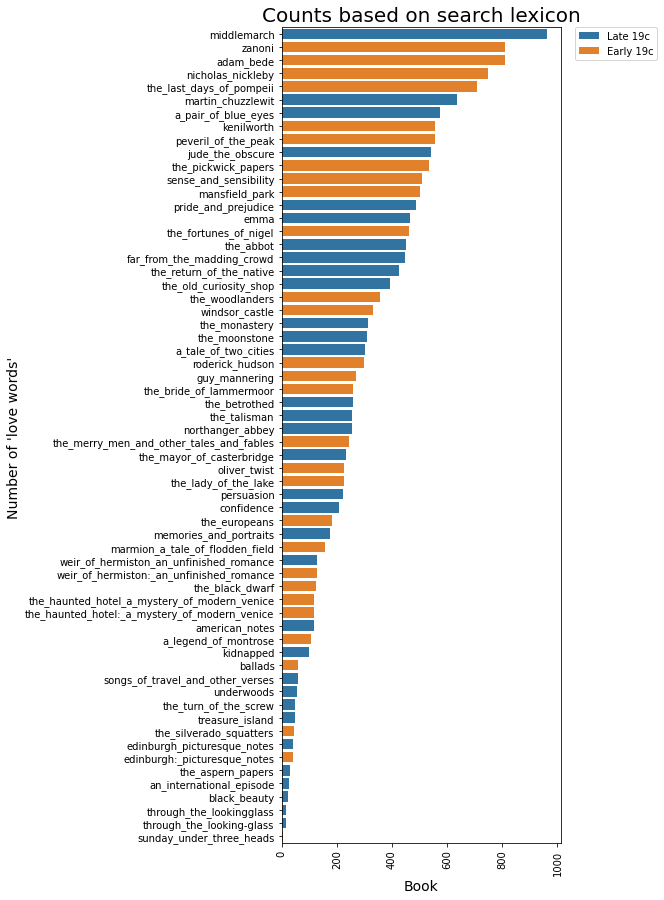 Counts based on search lexicon
Late 19c
Early 19c
middlemarch
zanoni
adam_bede
nicholas_nickleby
the_last_days_of_pompeii
martin_chuzzlewit
a_pair_of_blue_eyes
kenilworth
peveril_of_the_peak
jude_the_obscure
the_pickwick_papers
sense_and_sensibility
mansfield_park
pride_and_prejudice
emma
the_fortunes_of_nigel
the_abbot
far_from_the_madding_crowd
the_return_of_the_native
the_old_curiosity_shop
the_woodlanders
windsor_castle
the_monastery
the_moonstone
a_tale_of_two_cities
roderick_hudson
guy_mannering
the_bride_of_lammermoor
the_betrothed
the_talisman
northanger_abbey
the_merry_men_and_other_tales_and_fables
the_mayor_of_casterbridge
oliver_twist
the_lady_of_the_lake
persuasion
confidence
the_europeans
memories_and_portraits
marmion_a_tale_of_flodden_field
weir_of_hermiston_an_unfinished_romance
weir_of_hermiston:_an_unfinished_romance
the_black_dwarf
the_haunted_hotel_a_mystery_of_modern_venice
the_haunted_hotel:_a_mystery_of_modern_venice
american_notes
a_legend_of_montrose
kidnapped
ballads
songs_of_travel_and_other_verses
underwoods
the_turn_of_the_screw
treasure_island
the_silverado_squatters
edinburgh_picturesque_notes
edinburgh:_picturesque_notes
the_aspern_papers
an_international_episode
black_beauty
through_the_lookingglass
through_the_looking-glass
sunday_under_three_heads
Number of 'love words'
0
200
400
600
800
1000
Book